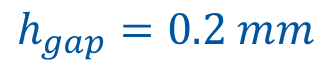 h_gap = 0.2 mm